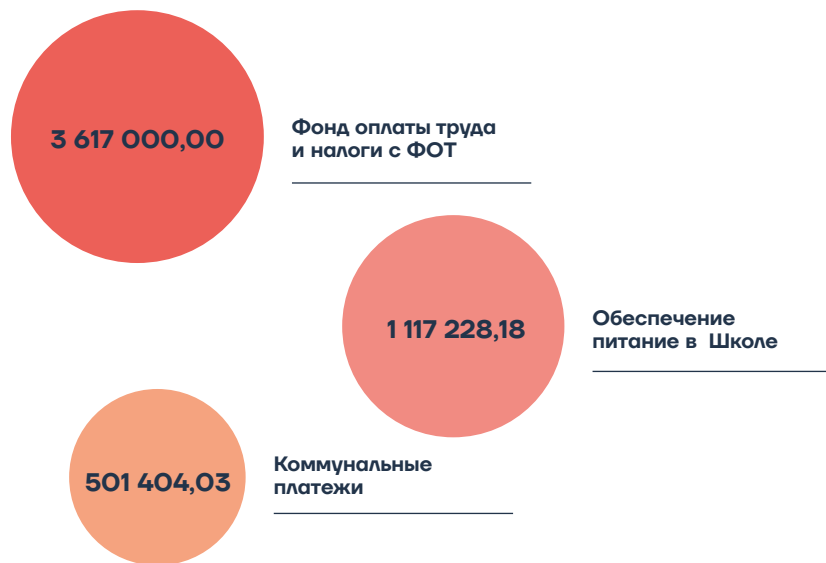 3 617 000,00
Фонд оплаты труда
и налоги с ФОТ
1 117 228,18
Обеспечение
питание в Школе
501 404,03
Коммунальные
платежи